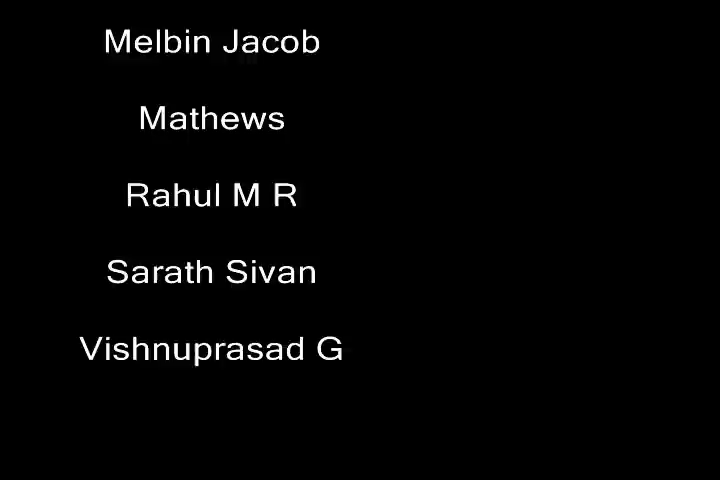 Melbin Jacob
Mathews
Rahul M R
Sarath Sivan
Vishnuprasad G